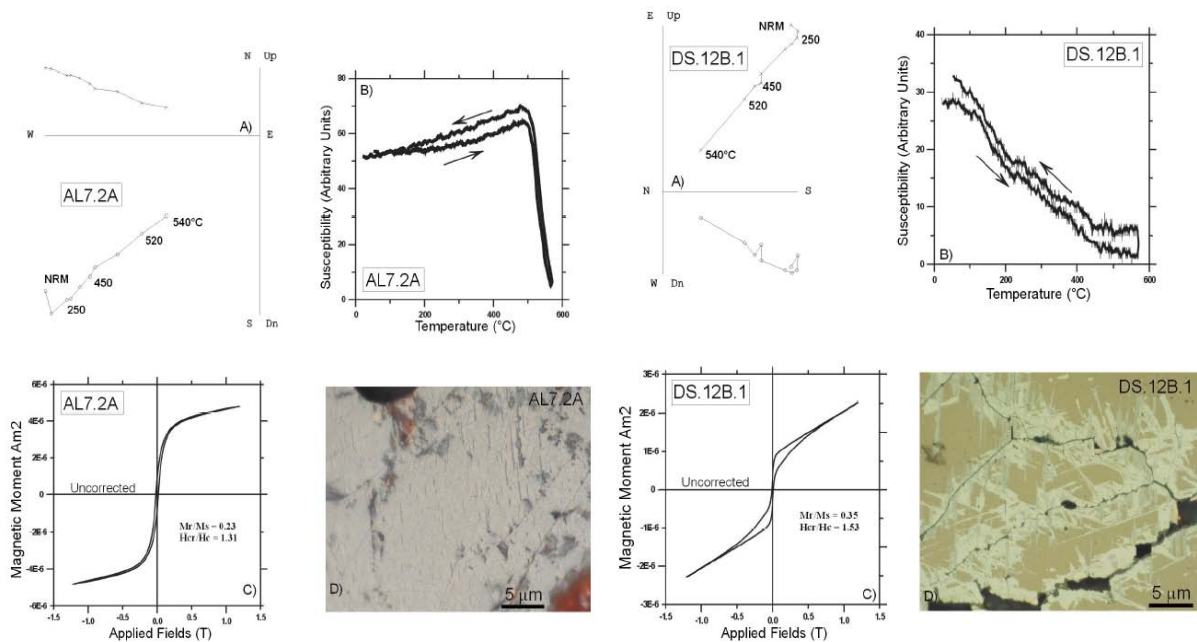 N Up
W
E
A)
AL7.2A
540°C
520
450
250
NRM
S Dn
B)
Susceptibility (Arbitrary Units)
80
60
40
20
0
AL7.2A
0 200 400 600
Temperature (°C)
E Up
NRM
250
DS.12B.1
450
520
540°C
N
A)
S
W Dn
DS.12B.1
Susceptibility (Arbitrary Units)
40
30
20
10
0
B)
0 200 400 600
Temperature (°C)
AL7.2A
Magnetic Moment Am2
6E-6
4E-6
2E-6
0
-2E-6
-4E-6
-6E-6
Uncorrected
Mr/Ms = 0.23
Hcr/Hc = 1.31
C)
-1.5 -1.0 -0.5 0.0 0.5 1.0 1.5
Applied Fields (T)
AL7.2A
D)
5 µm
DS.12B.1
Magnetic Moment Am2
3E-6
2E-6
1E-6
0
-1E-6
-2E-6
-3E-6
Uncorrected
Mr/Ms = 0.35
Hcr/Hc = 1.53
C)
-1.5 -1.0 -0.5 0.0 0.5 1.0 1.5
Applied Fields (T)
DS.12B.1
D)
5 µm